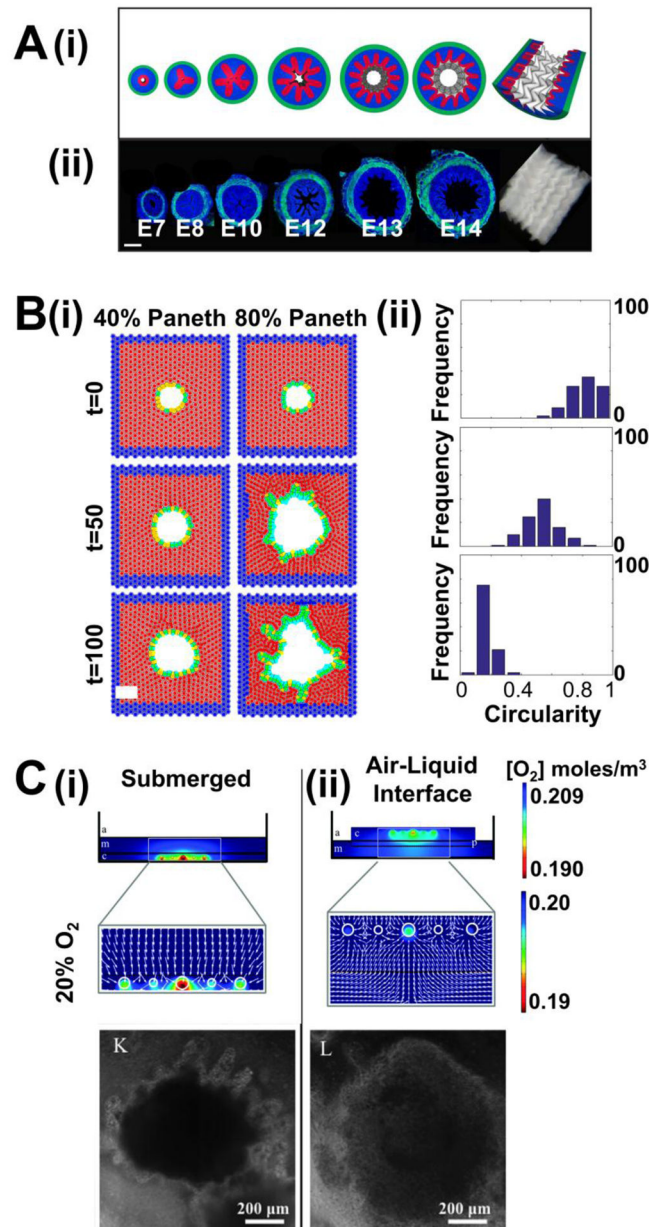 A (i)
(ii)
E7 E8 E10 E12 E13 E14
B (i) (ii)
40% Paneth 80% Paneth
t=0
t=50
t=100
Frequency
100
0
Frequency
100
0
Frequency
100
0
0 0.4 0.8 1
Circularity
C (i) Submerged
(ii) Air-Liquid
Interface
[O₂] moles/m³
0.209
0.190
a
m
c
a c
m p
20% O₂
0.20
0.19
K
200 µm
L
200 µm